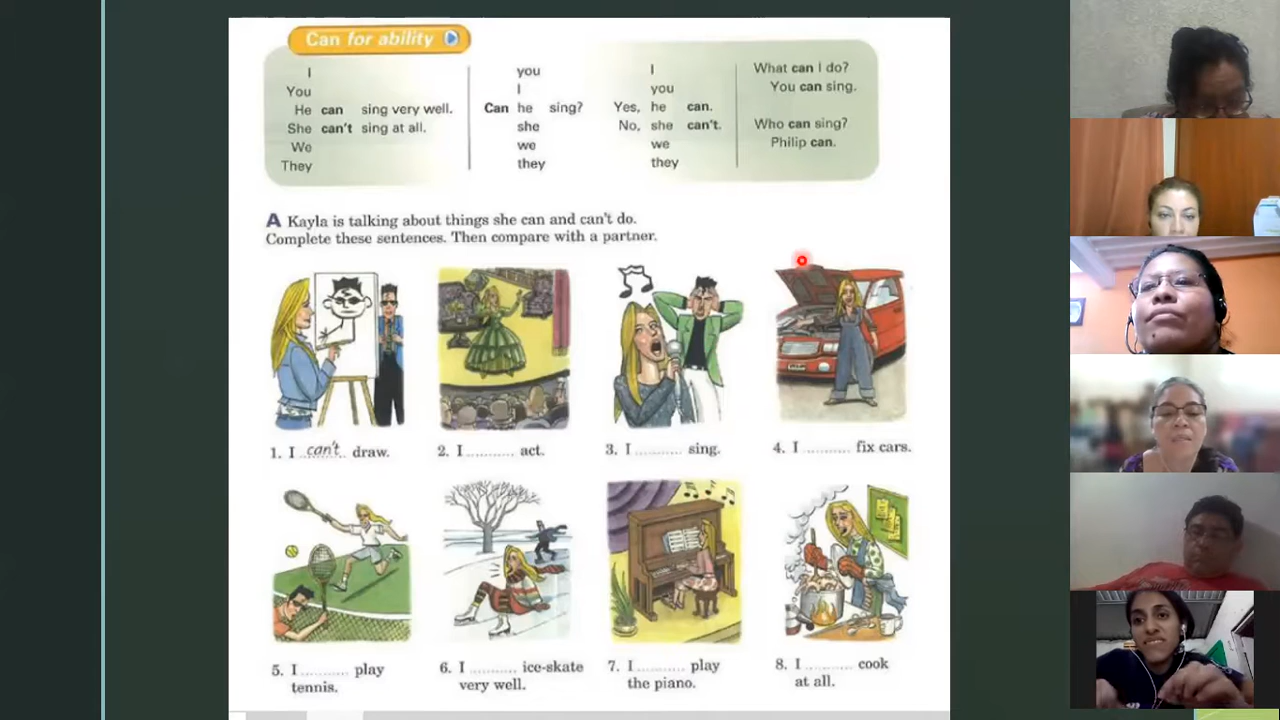 Can for ability
I
You
He can sing very well.
She can't sing at all.
We
They
you
I
Can he sing?
she
we
they
I
you
Yes, he can.
No, she can't.
we
they
What can I do?
You can sing.
Who can sing?
Philip can.
A Kayla is talking about things she can and can't do.
Complete these sentences. Then compare with a partner.
1. I can't draw.
2. I .......... act.
3. I .......... sing.
4. I .......... fix cars.
5. I .......... play
tennis.
6. I .......... ice-skate
very well.
7. I .......... play
the piano.
8. I .......... cook
at all.